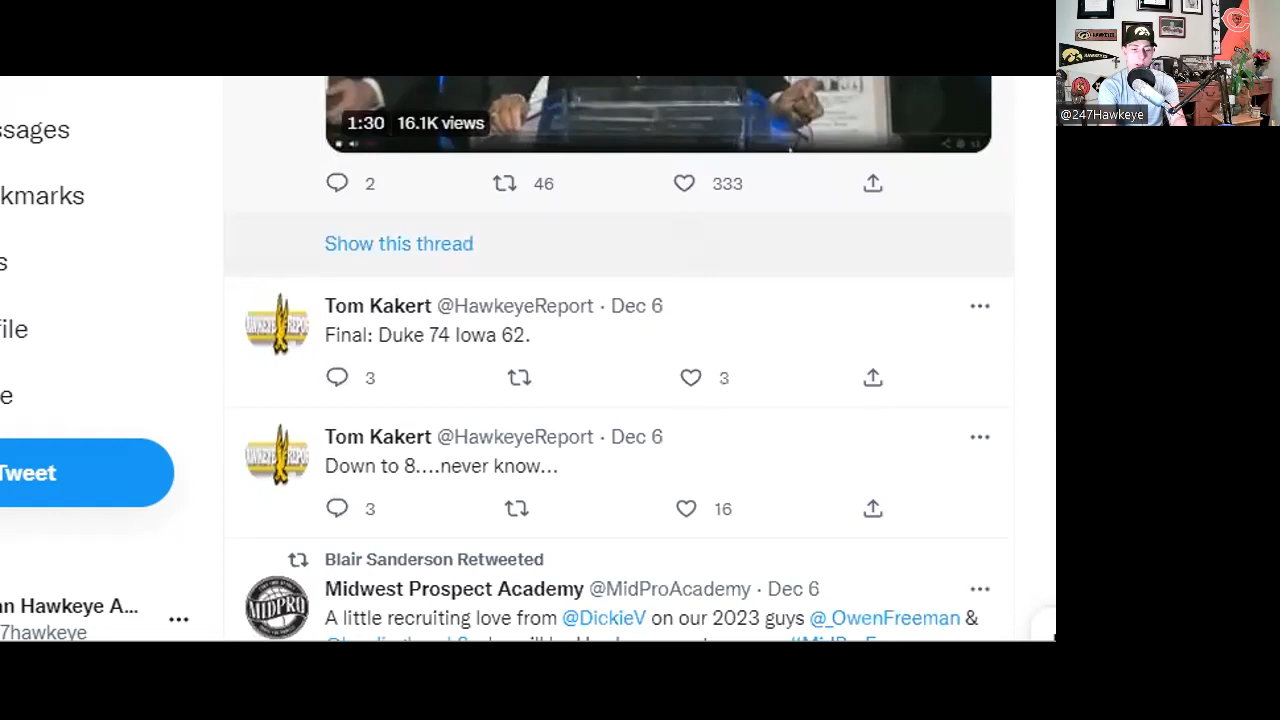 @247Hawkeye
1:30 16.1K views
ssages
2 46 333
kmarks
Show this thread
s
Tom Kakert @HawkeyeReport · Dec 6
file
Final: Duke 74 Iowa 62.
3 3
e
Tom Kakert @HawkeyeReport · Dec 6
Tweet
Down to 8....never know...
3 16
Blair Sanderson Retweeted
Midwest Prospect Academy @MidProAcademy · Dec 6
MIDPRO
an Hawkeye A...
A little recruiting love from @DickieV on our 2023 guys @_OwenFreeman &
7hawkeye